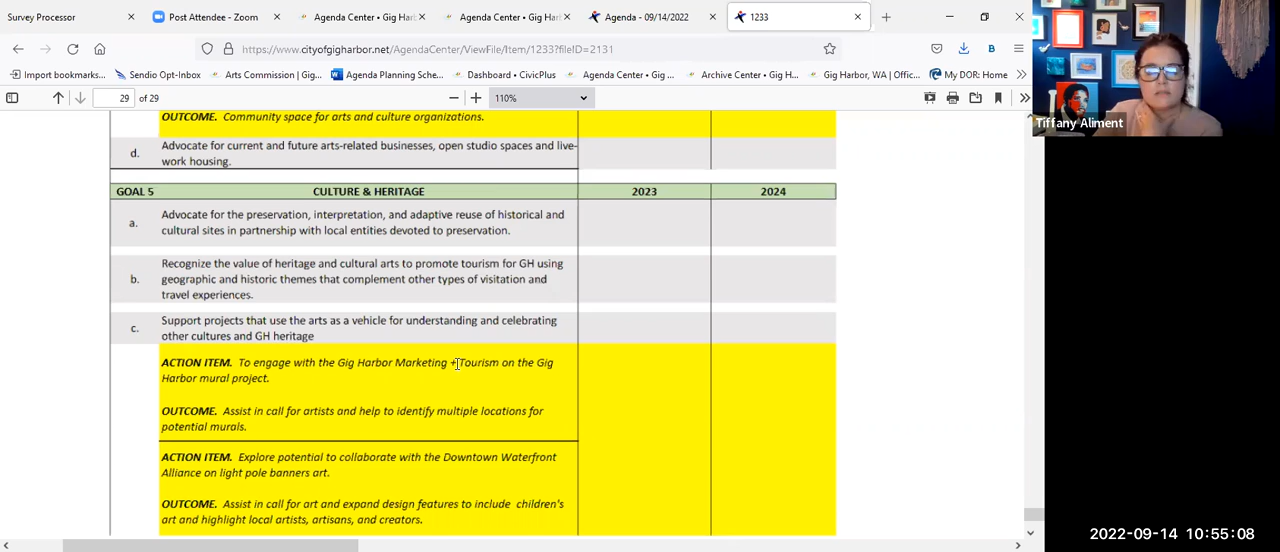 Survey Processor
Post Attendee - Zoom
Agenda Center • Gig Harb
Agenda Center • Gig Harb
Agenda - 09/14/2022
1233
https://www.cityofgigharbor.net/AgendaCenter/ViewFile/Item/1233?fileID=2131
Import bookmarks...
Sendio Opt-Inbox
Arts Commission | Gig...
Agenda Planning Sche...
Dashboard • CivicPlus
Agenda Center • Gig ...
Archive Center • Gig H...
Gig Harbor, WA | Offic...
My DOR: Home
29 of 29
110%
Tiffany Aliment
OUTCOME. Community space for arts and culture organizations.
d. Advocate for current and future arts-related businesses, open studio spaces and live-
work housing.
GOAL 5 CULTURE & HERITAGE 2023 2024
a. Advocate for the preservation, interpretation, and adaptive reuse of historical and
cultural sites in partnership with local entities devoted to preservation.
b. Recognize the value of heritage and cultural arts to promote tourism for GH using
geographic and historic themes that complement other types of visitation and
travel experiences.
c. Support projects that use the arts as a vehicle for understanding and celebrating
other cultures and GH heritage
ACTION ITEM. To engage with the Gig Harbor Marketing + Tourism on the Gig
Harbor mural project.
OUTCOME. Assist in call for artists and help to identify multiple locations for
potential murals.
ACTION ITEM. Explore potential to collaborate with the Downtown Waterfront
Alliance on light pole banners art.
OUTCOME. Assist in call for art and expand design features to include children's
art and highlight local artists, artisans, and creators.
2022-09-14 10:55:08